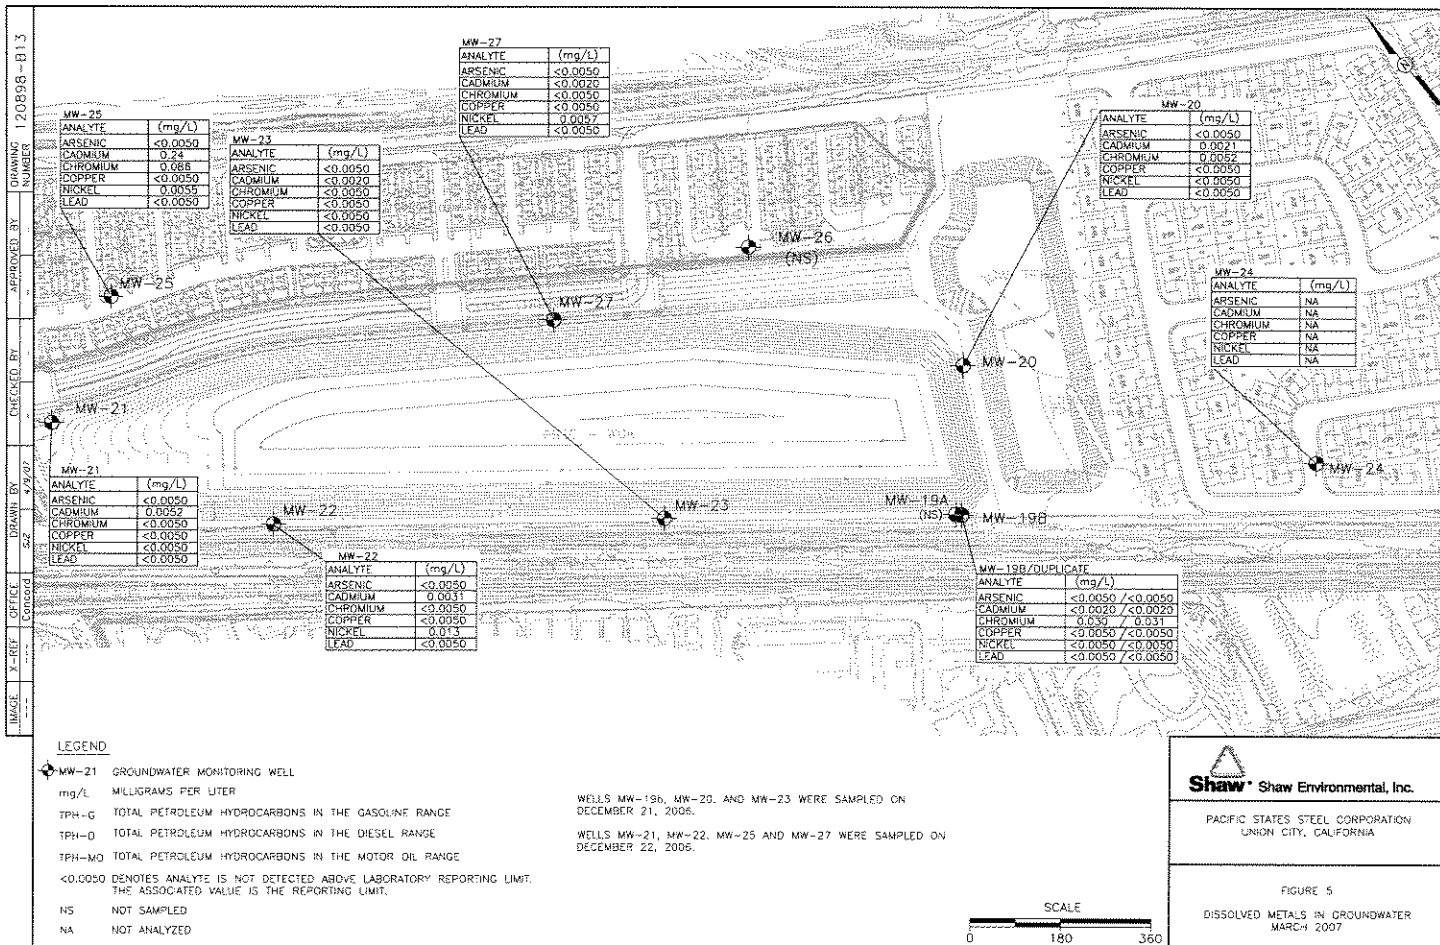 DRAWING NUMBER 120898-B13
APPROVED BY
CHECKED BY
DRAWN BY SJZ 4/9/07
OFFICE Concord
X-REF ----
IMAGE ----
MW-25
ANALYTE (mg/L)
ARSENIC <0.0050
CADMIUM 0.24
CHROMIUM 0.086
COPPER <0.0050
NICKEL 0.0055
LEAD <0.0050
MW-23
ANALYTE (mg/L)
ARSENIC <0.0050
CADMIUM <0.0020
CHROMIUM <0.0050
COPPER <0.0050
NICKEL <0.0050
LEAD <0.0050
MW-27
ANALYTE (mg/L)
ARSENIC <0.0050
CADMIUM <0.0020
CHROMIUM <0.0050
COPPER <0.0050
NICKEL 0.0057
LEAD <0.0050
MW-20
ANALYTE (mg/L)
ARSENIC <0.0050
CADMIUM 0.0021
CHROMIUM 0.0052
COPPER <0.0050
NICKEL <0.0050
LEAD <0.0050
MW-24
ANALYTE (mg/L)
ARSENIC NA
CADMIUM NA
CHROMIUM NA
COPPER NA
NICKEL NA
LEAD NA
MW-25
MW-26
(NS)
MW-27
MW-20
MW-21
MW-24
MW-22
MW-23
MW-19A
(NS)
MW-19B
MW-21
ANALYTE (mg/L)
ARSENIC <0.0050
CADMIUM 0.0052
CHROMIUM <0.0050
COPPER <0.0050
NICKEL <0.0050
LEAD <0.0050
MW-22
ANALYTE (mg/L)
ARSENIC <0.0050
CADMIUM 0.0031
CHROMIUM <0.0050
COPPER <0.0050
NICKEL 0.013
LEAD <0.0050
MW-19B/DUPLICATE
ANALYTE (mg/L)
ARSENIC <0.0050 / <0.0050
CADMIUM <0.0020 / <0.0020
CHROMIUM 0.030 / 0.031
COPPER <0.0050 / <0.0050
NICKEL <0.0050 / <0.0050
LEAD <0.0050 / <0.0050
LEGEND
MW-21 GROUNDWATER MONITORING WELL
mg/L MILLIGRAMS PER LITER
TPH-G TOTAL PETROLEUM HYDROCARBONS IN THE GASOLINE RANGE
TPH-D TOTAL PETROLEUM HYDROCARBONS IN THE DIESEL RANGE
TPH-MO TOTAL PETROLEUM HYDROCARBONS IN THE MOTOR OIL RANGE
<0.0050 DENOTES ANALYTE IS NOT DETECTED ABOVE LABORATORY REPORTING LIMIT.
THE ASSOCIATED VALUE IS THE REPORTING LIMIT.
NS NOT SAMPLED
NA NOT ANALYZED
WELLS MW-19b, MW-20, AND MW-23 WERE SAMPLED ON
DECEMBER 21, 2006.
WELLS MW-21, MW-22, MW-25 AND MW-27 WERE SAMPLED ON
DECEMBER 22, 2006.
SCALE
0 180 360
Shaw Shaw Environmental, Inc.
PACIFIC STATES STEEL CORPORATION
UNION CITY, CALIFORNIA
FIGURE 5
DISSOLVED METALS IN GROUNDWATER
MARCH 2007